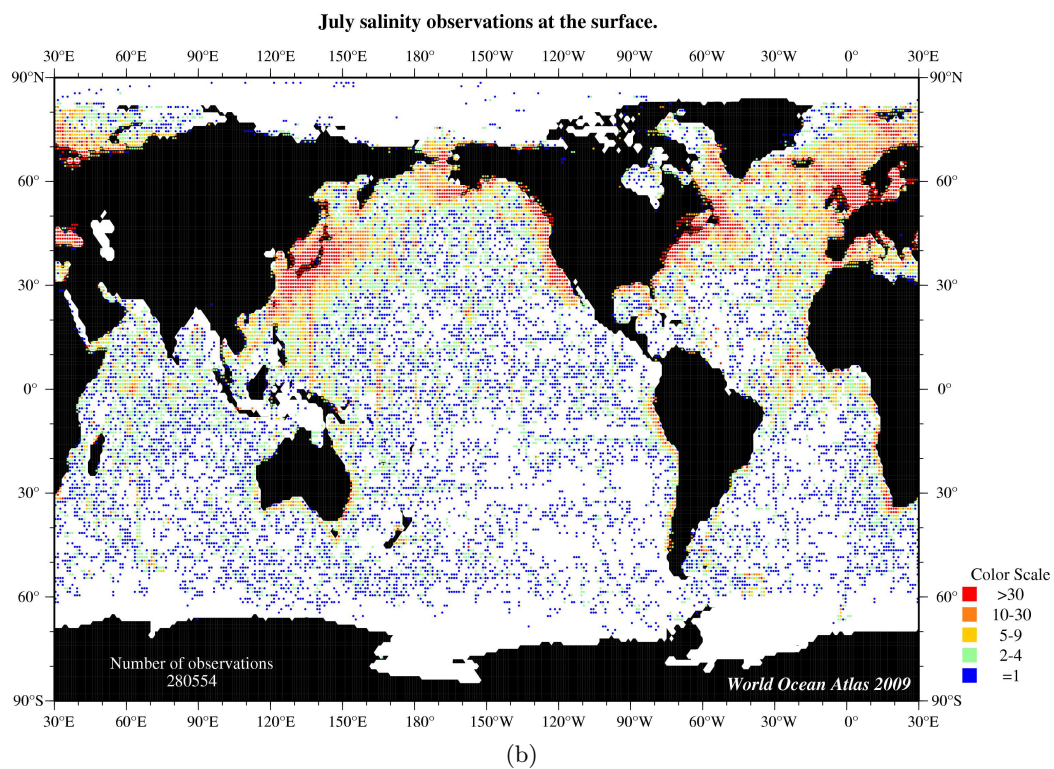 July salinity observations at the surface.
30°E 60°E 90°E 120°E 150°E 180° 150°W 120°W 90°W 60°W 30°W 0° 30°E
90°N 90°N
60° 60°
30° 30°
0° 0°
30° 30°
60° 60°
90°S 90°S
Color Scale
>30
10-30
5-9
2-4
=1
Number of observations
280554
World Ocean Atlas 2009
30°E 60°E 90°E 120°E 150°E 180° 150°W 120°W 90°W 60°W 30°W 0° 30°E
(b)